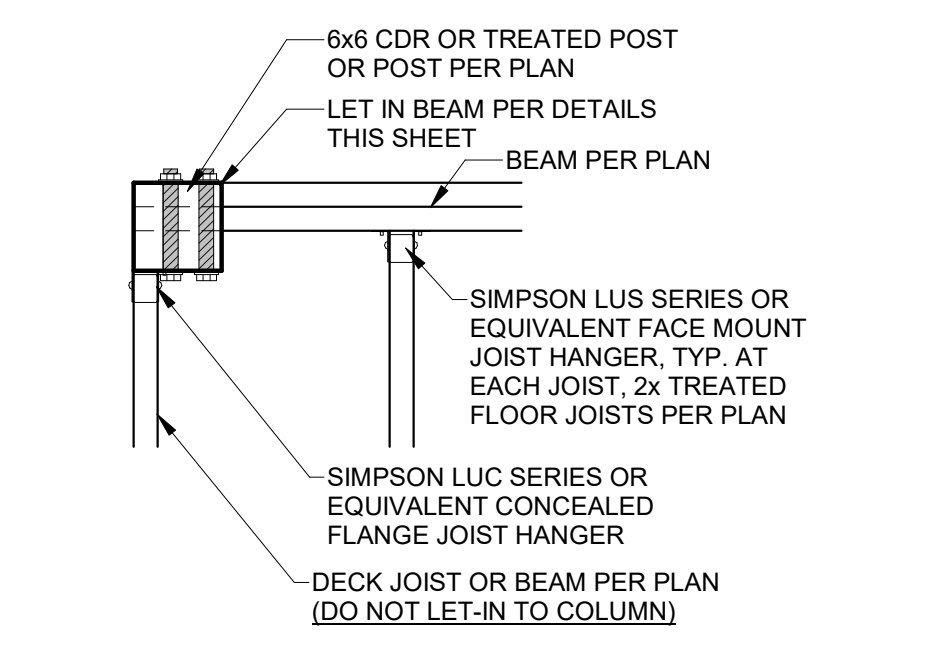 6x6 CDR OR TREATED POST
OR POST PER PLAN
LET IN BEAM PER DETAILS
THIS SHEET
BEAM PER PLAN
SIMPSON LUS SERIES OR
EQUIVALENT FACE MOUNT
JOIST HANGER, TYP. AT
EACH JOIST, 2x TREATED
FLOOR JOISTS PER PLAN
SIMPSON LUC SERIES OR
EQUIVALENT CONCEALED
FLANGE JOIST HANGER
DECK JOIST OR BEAM PER PLAN
(DO NOT LET-IN TO COLUMN)